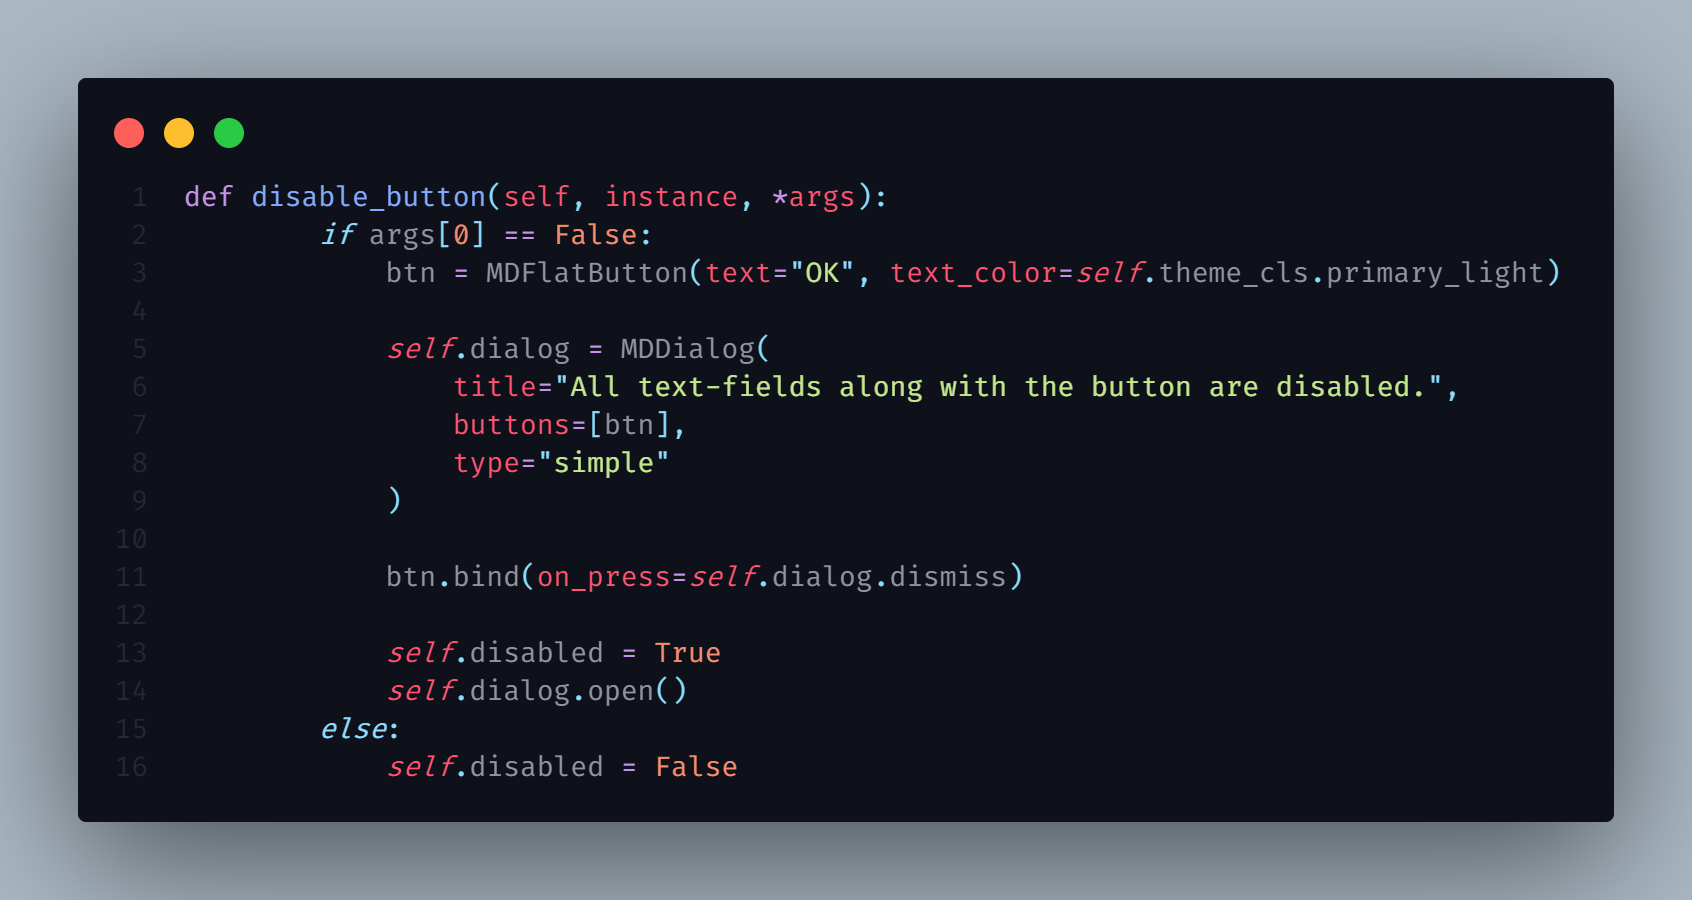 1 def disable_button(self, instance, *args):
2         if args[0] == False:
3             btn = MDFlatButton(text="OK", text_color=self.theme_cls.primary_light)
4
5             self.dialog = MDDialog(
6                 title="All text-fields along with the button are disabled.",
7                 buttons=[btn],
8                 type="simple"
9             )
10
11             btn.bind(on_press=self.dialog.dismiss)
12
13             self.disabled = True
14             self.dialog.open()
15         else:
16             self.disabled = False